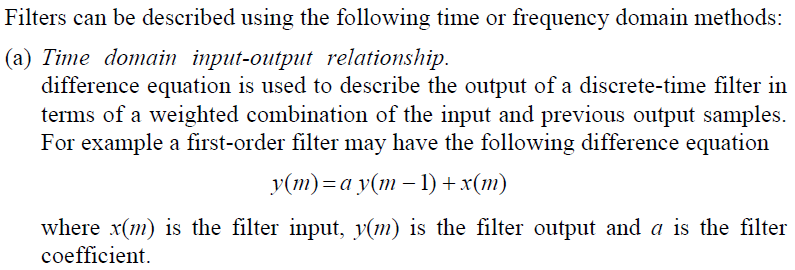 Filters can be described using the following time or frequency domain methods:
(a) Time domain input-output relationship.
difference equation is used to describe the output of a discrete-time filter in
terms of a weighted combination of the input and previous output samples.
For example a first-order filter may have the following difference equation
y(m) = a y(m − 1) + x(m)
where x(m) is the filter input, y(m) is the filter output and a is the filter
coefficient.